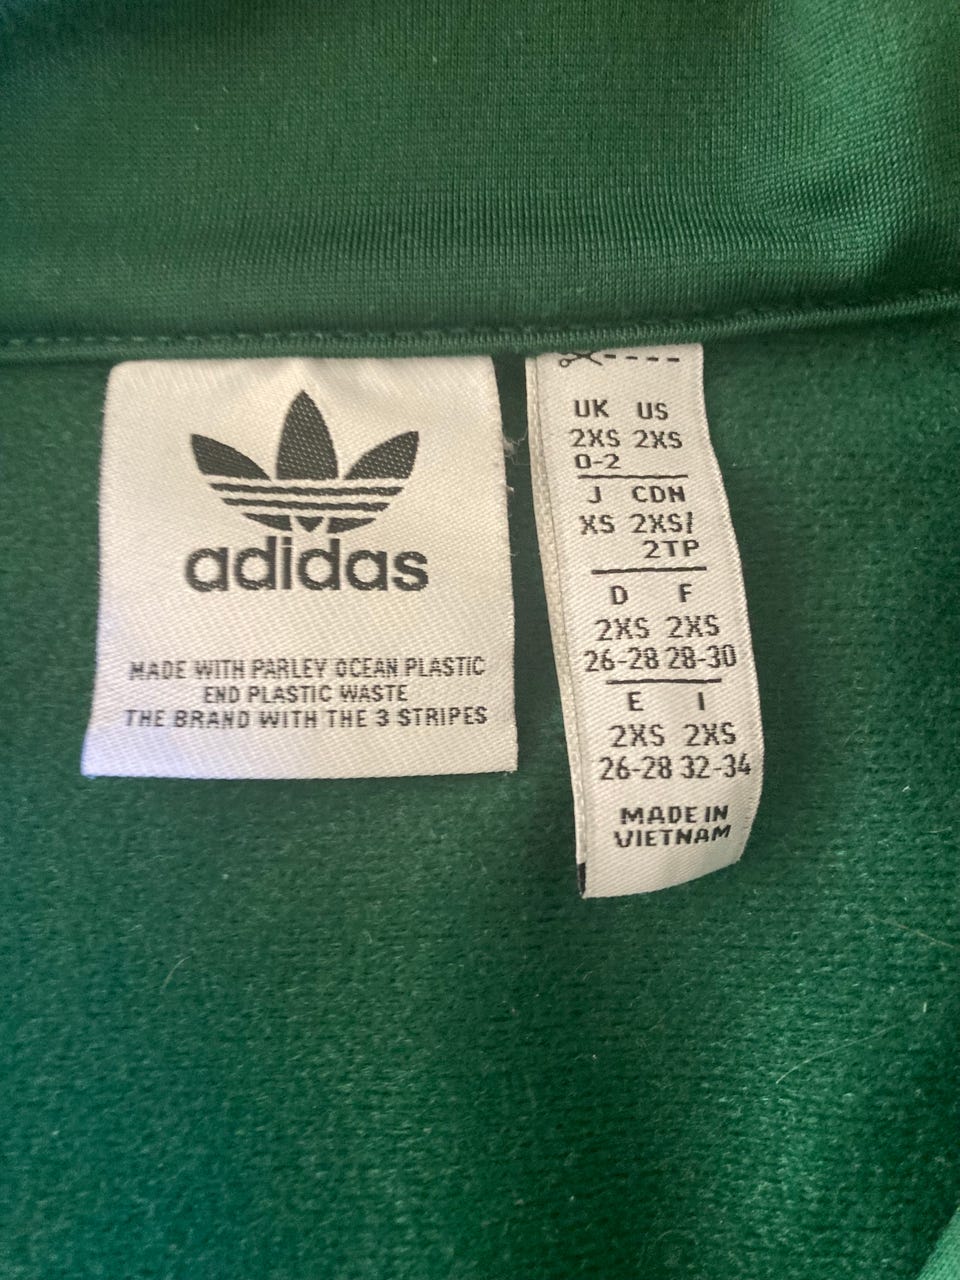 adidas
MADE WITH PARLEY OCEAN PLASTIC
END PLASTIC WASTE
THE BRAND WITH THE 3 STRIPES
UK US
2XS 2XS
0-2
J CDN
XS 2XS/
2TP
D F
2XS 2XS
26-28 28-30
E I
2XS 2XS
26-28 32-34
MADE IN
VIETNAM